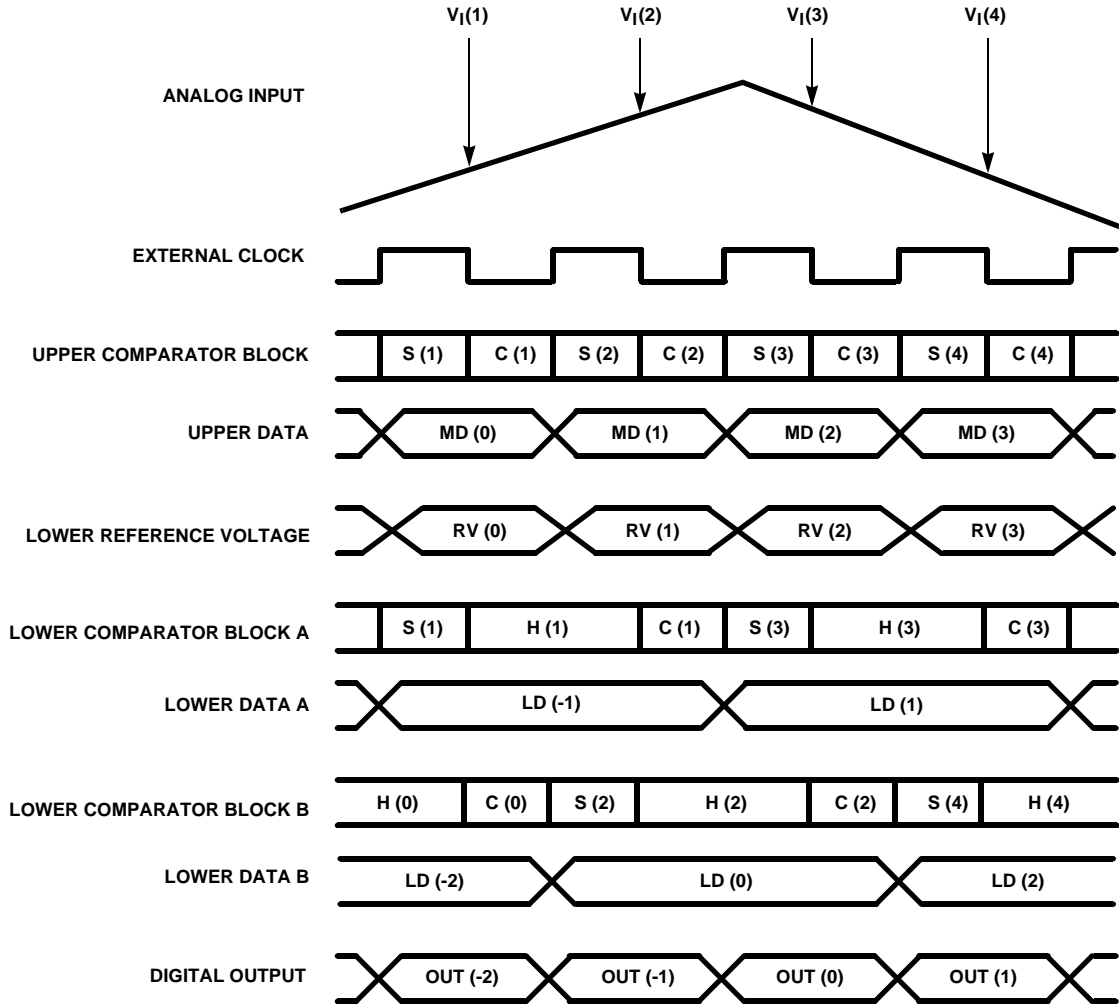 VI(1) VI(2) VI(3) VI(4)
ANALOG INPUT
EXTERNAL CLOCK
UPPER COMPARATOR BLOCK S (1) C (1) S (2) C (2) S (3) C (3) S (4) C (4)
UPPER DATA MD (0) MD (1) MD (2) MD (3)
LOWER REFERENCE VOLTAGE RV (0) RV (1) RV (2) RV (3)
LOWER COMPARATOR BLOCK A S (1) H (1) C (1) S (3) H (3) C (3)
LOWER DATA A LD (-1) LD (1)
LOWER COMPARATOR BLOCK B H (0) C (0) S (2) H (2) C (2) S (4) H (4)
LOWER DATA B LD (-2) LD (0) LD (2)
DIGITAL OUTPUT OUT (-2) OUT (-1) OUT (0) OUT (1)